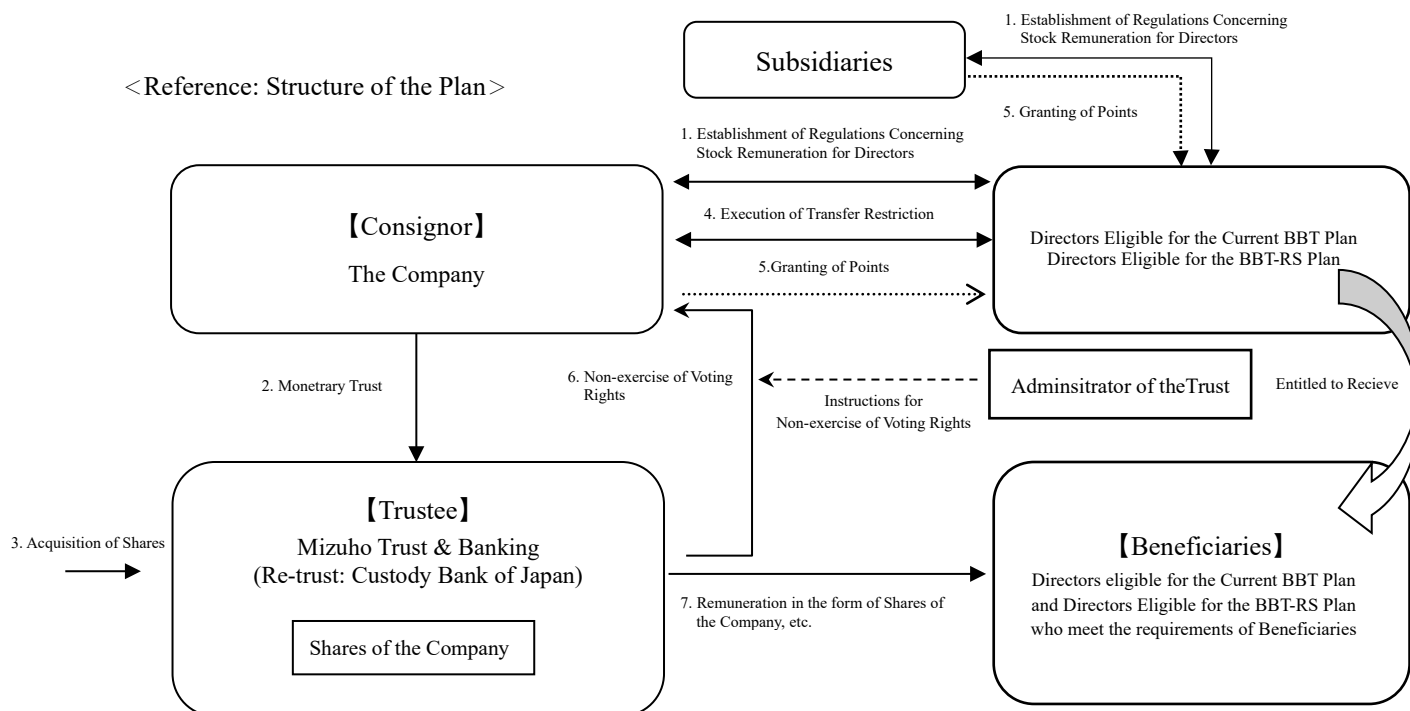 1. Establishment of Regulations Concerning
Stock Remuneration for Directors
Subsidiaries
<Reference: Structure of the Plan>
5. Granting of Points
1. Establishment of Regulations Concerning
Stock Remuneration for Directors
【Consignor】
The Company
4. Execution of Transfer Restriction
5.Granting of Points
Directors Eligible for the Current BBT Plan
Directors Eligible for the BBT-RS Plan
2. Monetary Trust
6. Non-exercise of Voting
Rights
Instructions for
Non-exercise of Voting Rights
Adminsitrator of theTrust
Entitled to Recieve
3. Acquisition of Shares
【Trustee】
Mizuho Trust & Banking
(Re-trust: Custody Bank of Japan)
Shares of the Company
7. Remuneration in the form of Shares of
the Company, etc.
【Beneficiaries】
Directors eligible for the Current BBT Plan
and Directors Eligible for the BBT-RS Plan
who meet the requirements of Beneficiaries